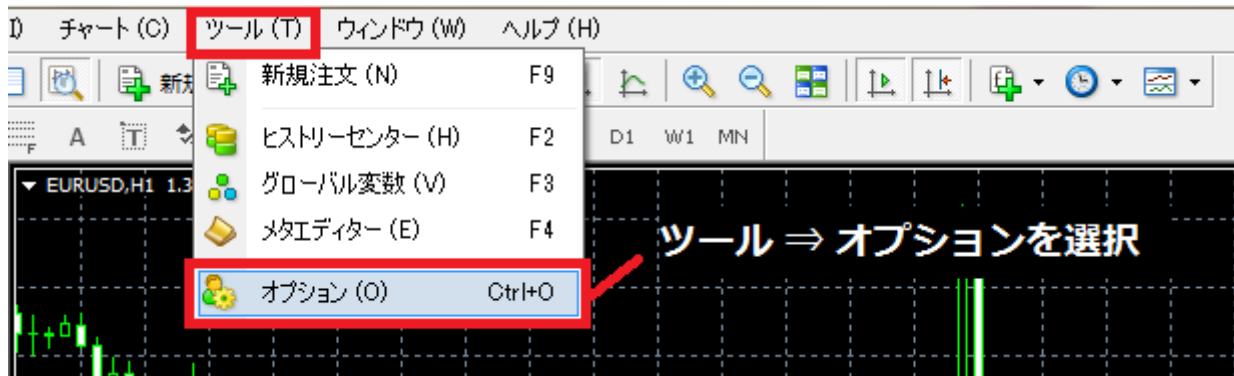 チャート (C) ツール (T) ウィンドウ (W) ヘルプ (H)
新規注文 (N) F9
ヒストリーセンター (H) F2
A T D1 W1 MN
F
グローバル変数 (V) F3
EURUSD,H1 1.3
メタエディター (E) F4
ツール ⇒ オプションを選択
オプション (O) Ctrl+O